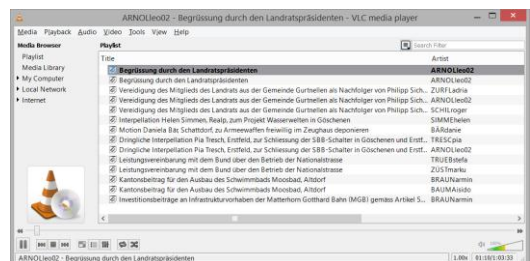 ARNOLleo02 - Begrüssung durch den Landratspräsidenten - VLC media player
Media Playback Audio Video Tools View Help
Media Browser
Playlist
Media Library
My Computer
Local Network
Internet
Playlist
Search Filter
Title Artist
Begrüssung durch den Landratspräsidenten ARNOLleo02
Begrüssung durch den Landratspräsidenten ARNOLleo02
Vereidigung des Mitglieds des Landrats aus der Gemeinde Gurtnellen als Nachfolger von Philipp Sich... ZURFLadria
Vereidigung des Mitglieds des Landrats aus der Gemeinde Gurtnellen als Nachfolger von Philipp Sich... ARNOLleo02
Vereidigung des Mitglieds des Landrats aus der Gemeinde Gurtnellen als Nachfolger von Philipp Sich... SCHILroger
Interpellation Helen Simmen, Realp, zum Projekt Wasserwelten in Göschenen SIMMEhelen
Motion Daniela Bär, Schattdorf, zu Armeewaffen freiwillig im Zeughaus deponieren BÄRdanie
Dringliche Interpellation Pia Tresch, Erstfeld, zur Schliessung der SBB-Schalter in Göschenen und Erstf... TRESCpia
Dringliche Interpellation Pia Tresch, Erstfeld, zur Schliessung der SBB-Schalter in Göschenen und Erstf... ARNOLleo02
Leistungsvereinbarung mit dem Bund über den Betrieb der Nationalstrasse TRUEBstefa
Leistungsvereinbarung mit dem Bund über den Betrieb der Nationalstrasse ZUSTmarku
Kantonsbeitrag für den Ausbau des Schwimmbads Moosbad, Altdorf BRAUNarmin
Kantonsbeitrag für den Ausbau des Schwimmbads Moosbad, Altdorf BAUMAisido
Investitionsbeiträge an Infrastrukturvorhaben der Matterhorn Gotthard Bahn (MGB) gemäss Artikel 5... BRAUNarmin
ARNOLleo02 - Begrüssung durch den Landratspräsidenten 1.00x 01:18/1:03:33